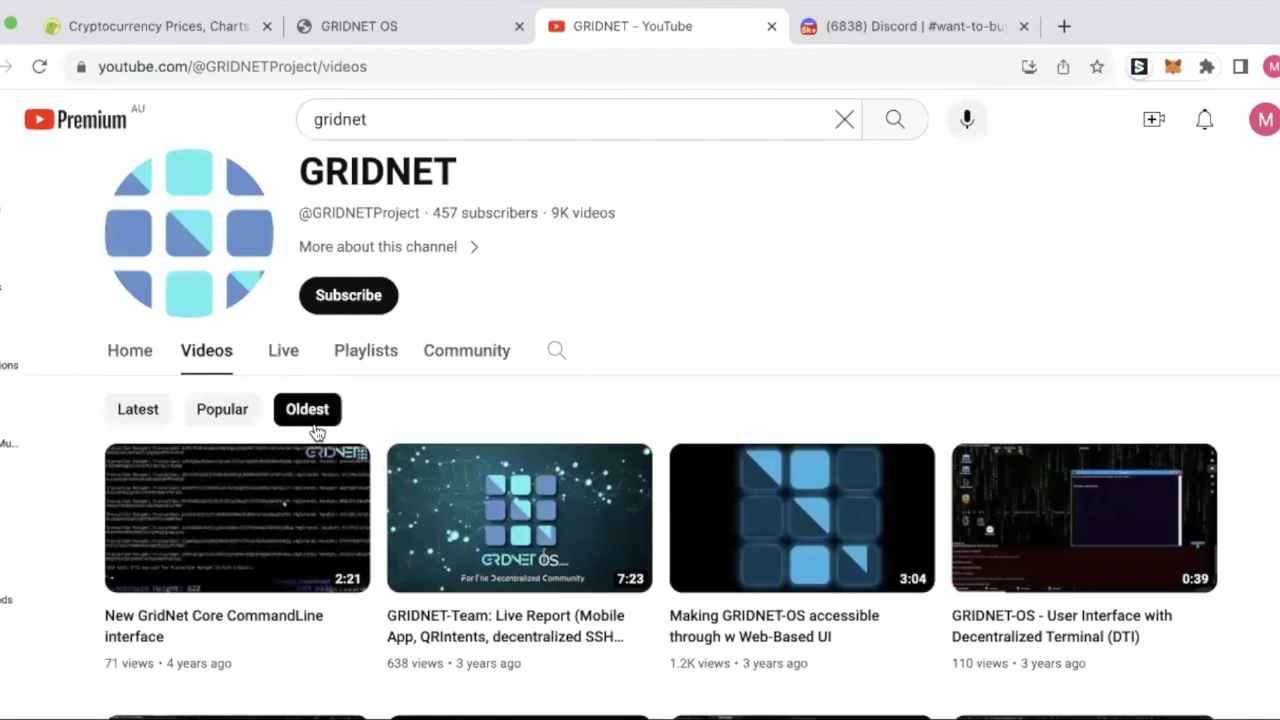 Cryptocurrency Prices, Charts
GRIDNET OS
GRIDNET - YouTube
(6838) Discord | #want-to-bu
youtube.com/@GRIDNETProject/videos
Premium
AU
gridnet
M
GRIDNET
@GRIDNETProject · 457 subscribers · 9K videos
More about this channel
Subscribe
Home
Videos
Live
Playlists
Community
Latest
Popular
Oldest
ions
Mu...
nds
GRIDNET
2:21
GRIDNET OS
For The Decentralized Community
7:23
3:04
0:39
New GridNet Core CommandLine
interface
71 views · 4 years ago
GRIDNET-Team: Live Report (Mobile
App, QRIntents, decentralized SSH...
638 views · 3 years ago
Making GRIDNET-OS accessible
through w Web-Based UI
1.2K views · 3 years ago
GRIDNET-OS - User Interface with
Decentralized Terminal (DTI)
110 views · 3 years ago